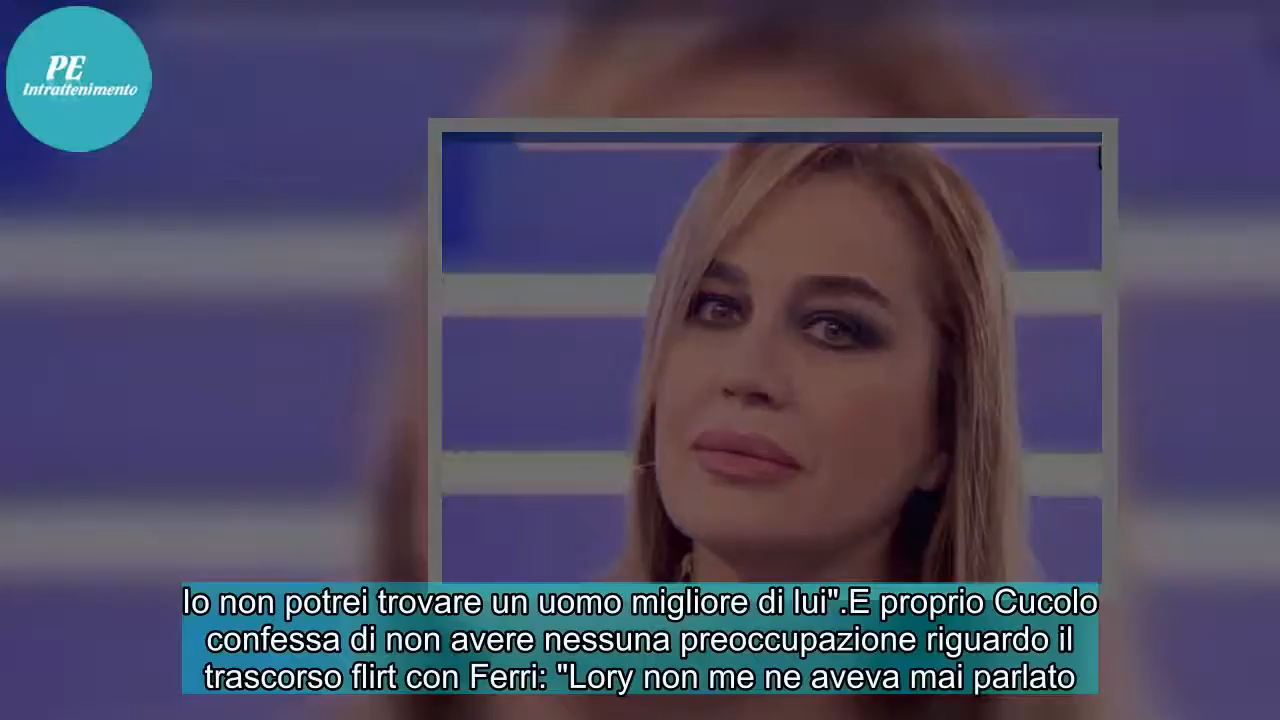 PE
Intrattenimento
Io non potrei trovare un uomo migliore di lui".E proprio Cucolo
confessa di non avere nessuna preoccupazione riguardo il
trascorso flirt con Ferri: "Lory non me ne aveva mai parlato